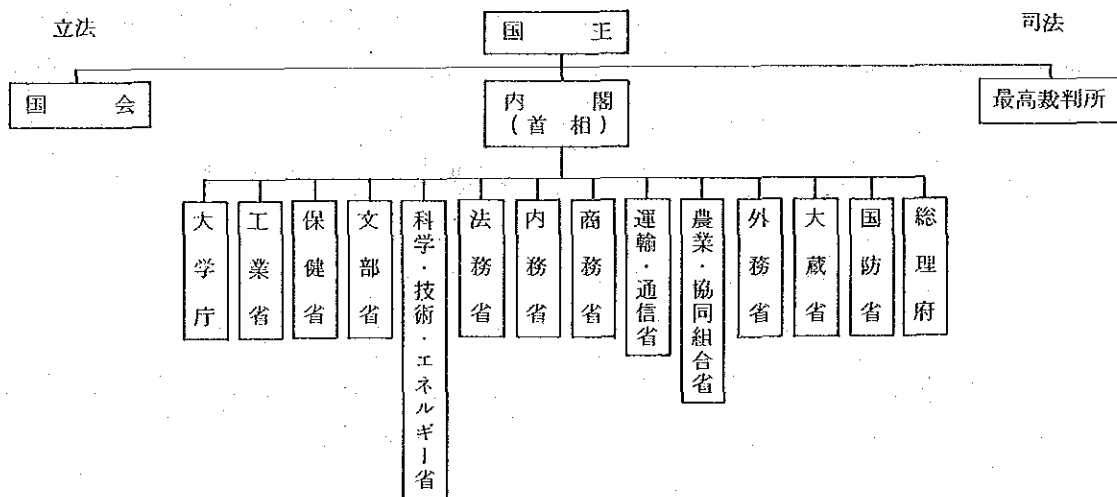 立法
国王
司法
国会
内閣
(首相)
最高裁判所
大学庁
工業省
保健省
文部省
科学・技術・エネルギー省
法務省
内務省
商務省
運輸・通信省
農業・協同組合省
外務省
大蔵省
国防省
総理府